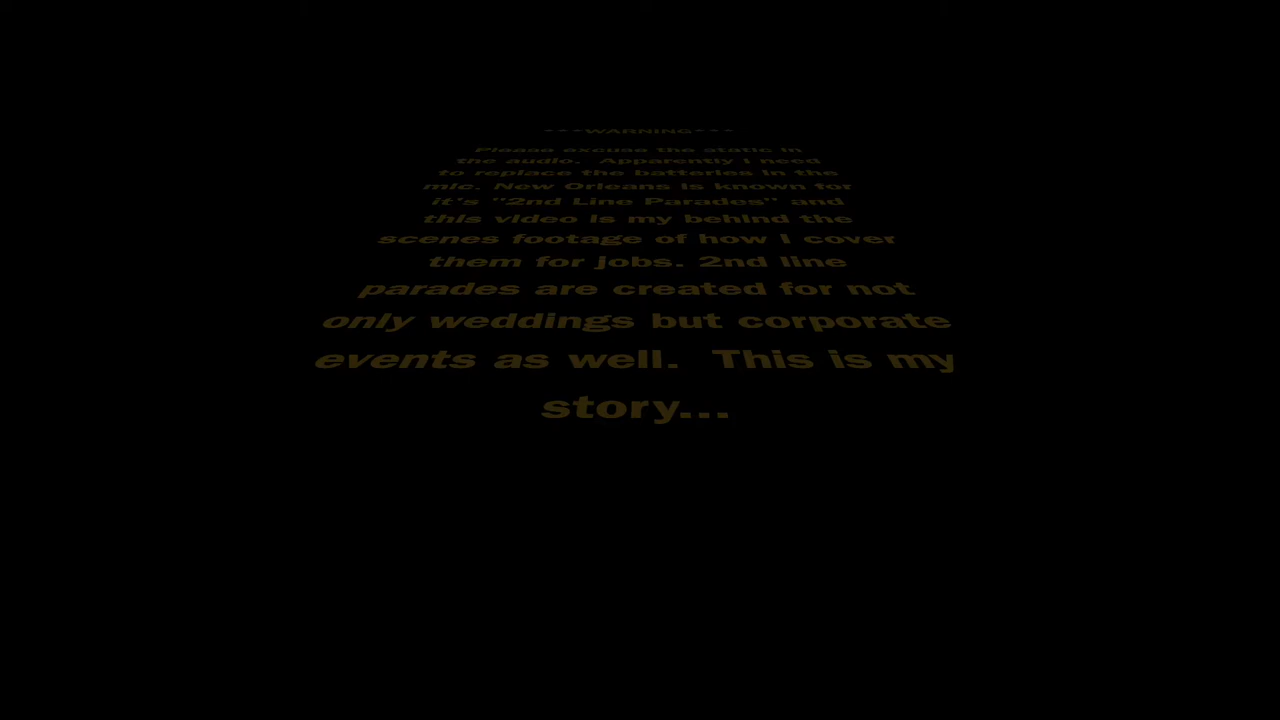 ***WARNING***
Please excuse the static in
the audio.  Apparently I need
to replace the batteries in the
mic. New Orleans is known for
it's "2nd Line Parades" and
this video is my behind the
scenes footage of how I cover
them for jobs. 2nd line
parades are created for not
only weddings but corporate
events as well.  This is my
story...